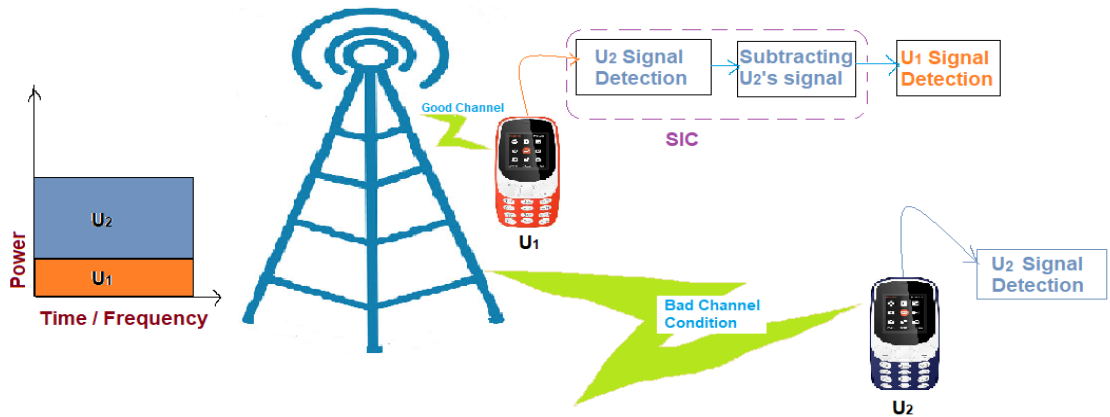 U2 Signal
Detection
Subtracting
U2's signal
U1 Signal
Detection
SIC
Good Channel
U1
Power
U2
U1
Time / Frequency
Bad Channel
Condition
U2 Signal
Detection
U2